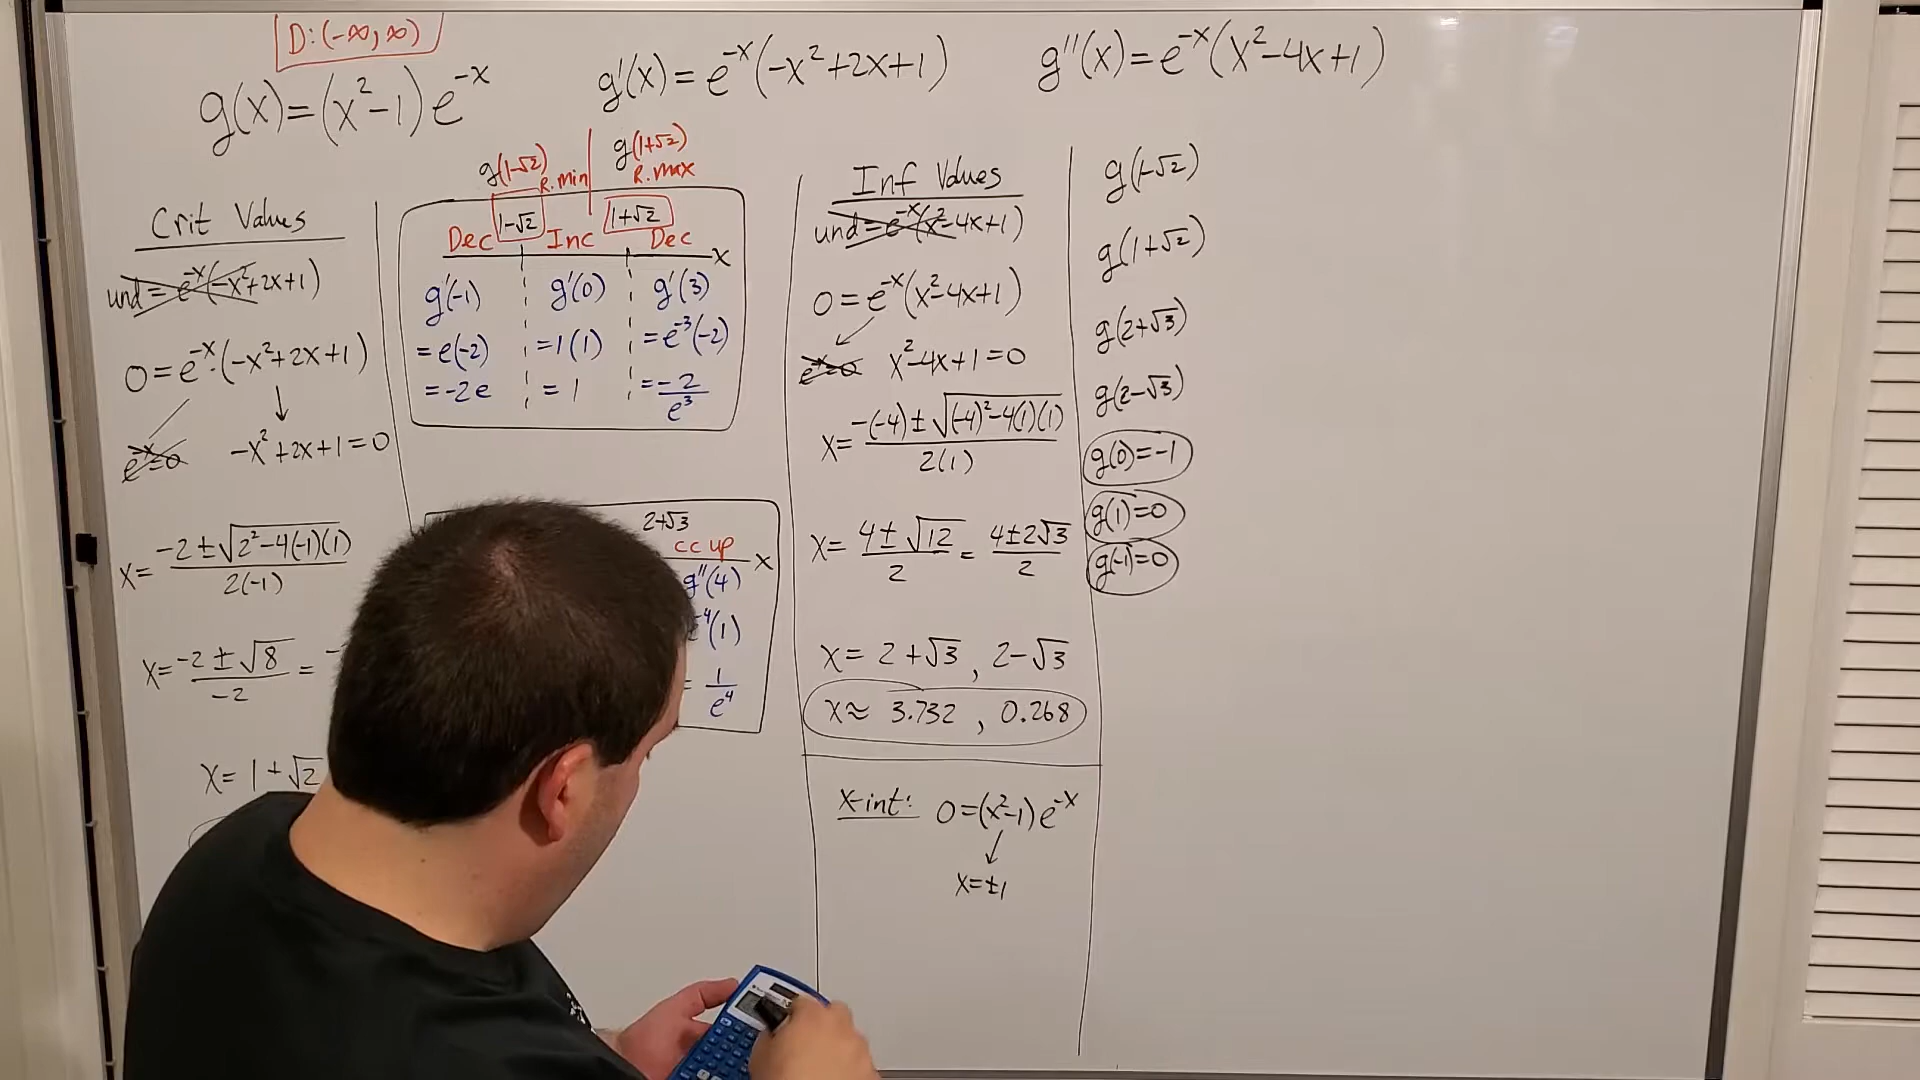 D: (-∞, ∞)
g(x) = (x²-1) e^-x
g'(x) = e^-x (-x²+2x+1)
g''(x) = e^-x (x²-4x+1)
Crit Values
und = e^-x (-x²+2x+1)
0 = e^-x · (-x²+2x+1)
e^-x = 0 -x²+2x+1 = 0
x = (-2 ± √(2²-4(-1)(1))) / 2(-1)
x = (-2 ± √8) / -2 =
x = 1 + √2
g(1-√2) R. min
g(1+√2) R. max
1-√2 1+√2
Dec Inc Dec x
g'(-1) g'(0) g'(3)
= e(-2) = 1(1) = e^-3 (-2)
= -2e = 1 = -2/e³
2+√3
cc up x
g''(4)
^-4 (1)
= 1/e⁴
Inf Values
und = e^-x (x²-4x+1)
0 = e^-x (x²-4x+1)
e^-x = 0 x²-4x+1 = 0
x = (-(-4) ± √((-4)²-4(1)(1))) / 2(1)
x = (4 ± √12) / 2 = (4 ± 2√3) / 2
x = 2+√3 , 2-√3
x ≈ 3.732 , 0.268
x-int: 0 = (x²-1) e^-x
x = ±1
g(1-√2)
g(1+√2)
g(2+√3)
g(2-√3)
g(0) = -1
g(1) = 0
g(-1) = 0